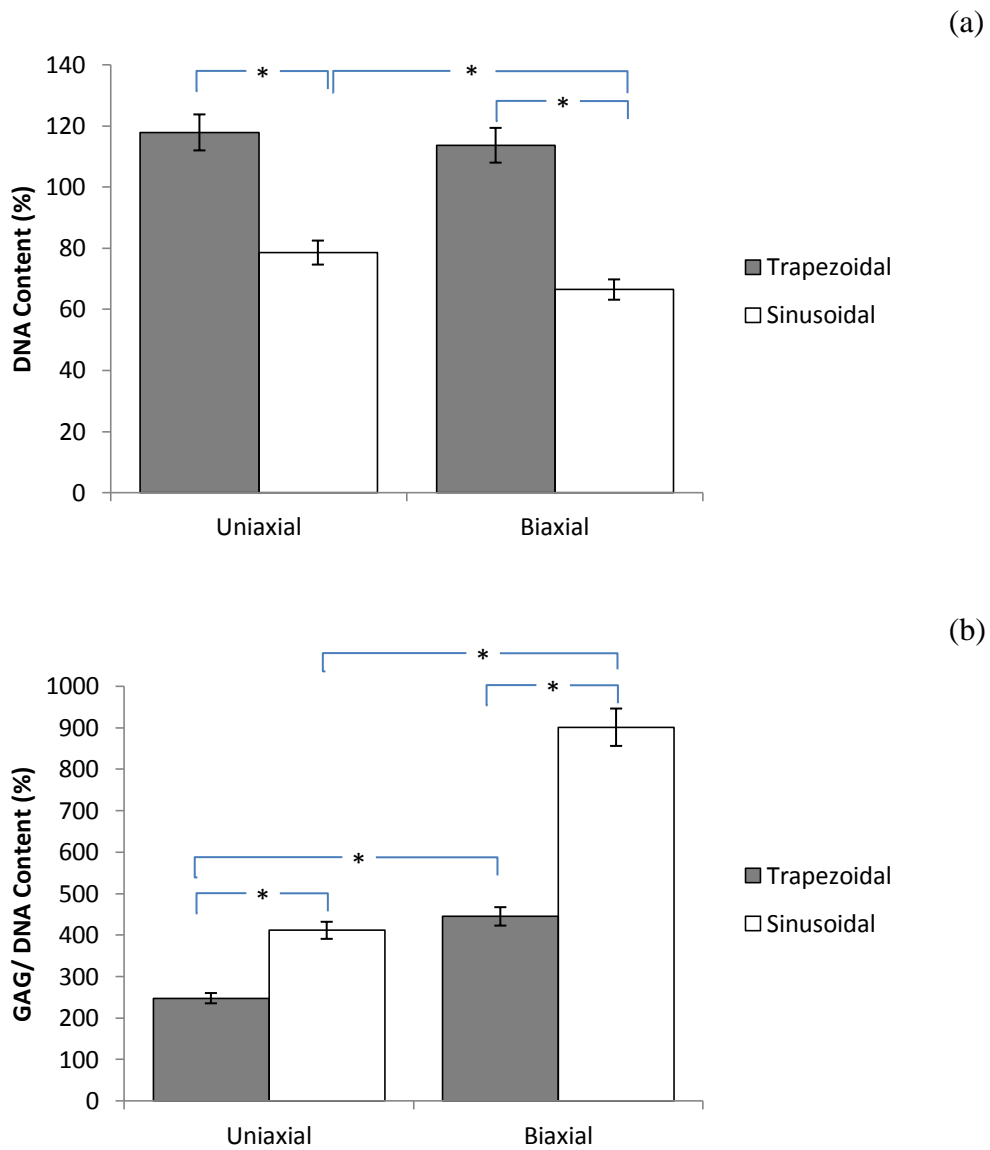 (a)
140
120
100
80
60
40
20
0
DNA Content (%)
*
*
*
Uniaxial
Biaxial
Trapezoidal
Sinusoidal
(b)
1000
900
800
700
600
500
400
300
200
100
0
GAG/ DNA Content (%)
*
*
*
*
Uniaxial
Biaxial
Trapezoidal
Sinusoidal